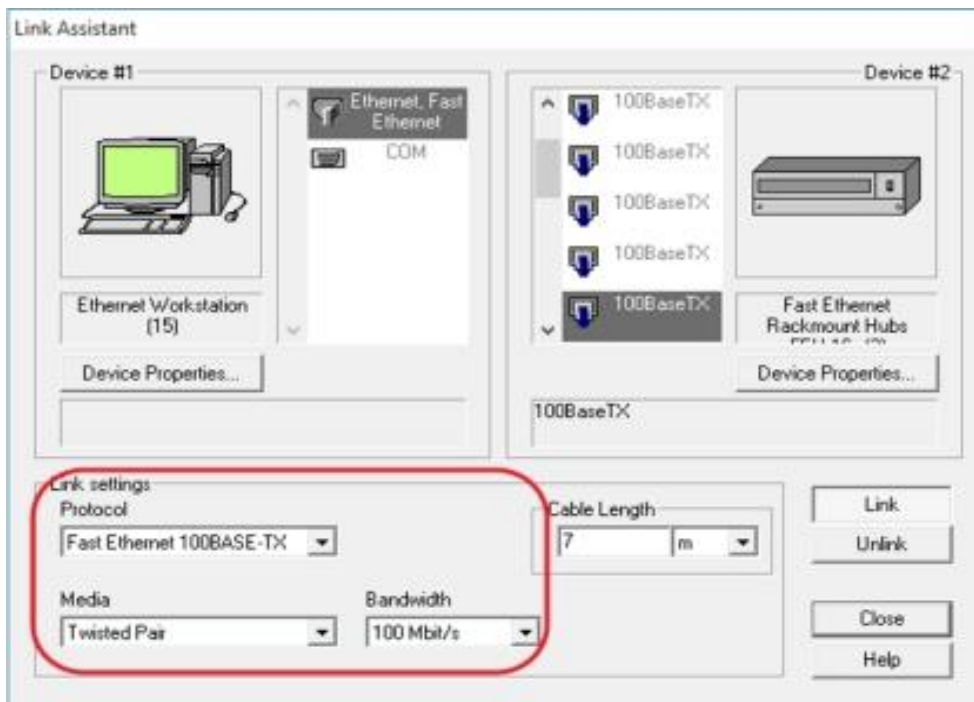 Link Assistant
Device #1
Device #2
Ethernet, Fast
Ethernet
COM
100BaseTX
100BaseTX
100BaseTX
100BaseTX
100BaseTX
Ethernet Workstation
(15)
Fast Ethernet
Rackmount Hubs
Device Properties...
Device Properties...
100BaseTX
Link settings
Protocol
Fast Ethernet 100BASE-TX
Cable Length
7
m
Media
Twisted Pair
Bandwidth
100 Mbit/s
Link
Unlink
Close
Help